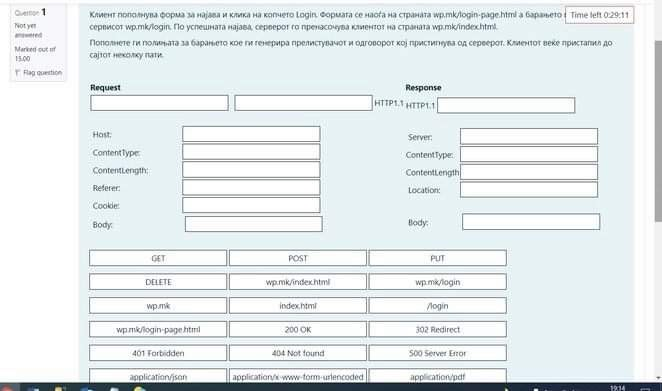 Question 1
Not yet answered
Marked out of 15.00
Flag question
Time left 0:29:11
Клиент пополнува форма за најава и клика на копчето Login. Формата се наоѓа на страната wp.mk/login-page.html а барањето
сервисот wp.mk/login. По успешната најава, серверот го пренасочува клиентот на страната wp.mk/index.html.
Пополнете ги полињата за барањето кое ги генерира прелистувачот и одговорот кој пристигнува од серверот. Клиентот веќе пристапил до
сајтот неколку пати.
Request
HTTP1.1
Host:
ContentType:
ContentLength:
Referer:
Cookie:
Body:
Response
HTTP1.1
Server:
ContentType:
ContentLength
Location:
Body:
GET POST PUT
DELETE wp.mk/index.html wp.mk/login
wp.mk index.html /login
wp.mk/login-page.html 200 OK 302 Redirect
401 Forbidden 404 Not found 500 Server Error
application/json application/x-www-form-urlencoded application/pdf
19:14